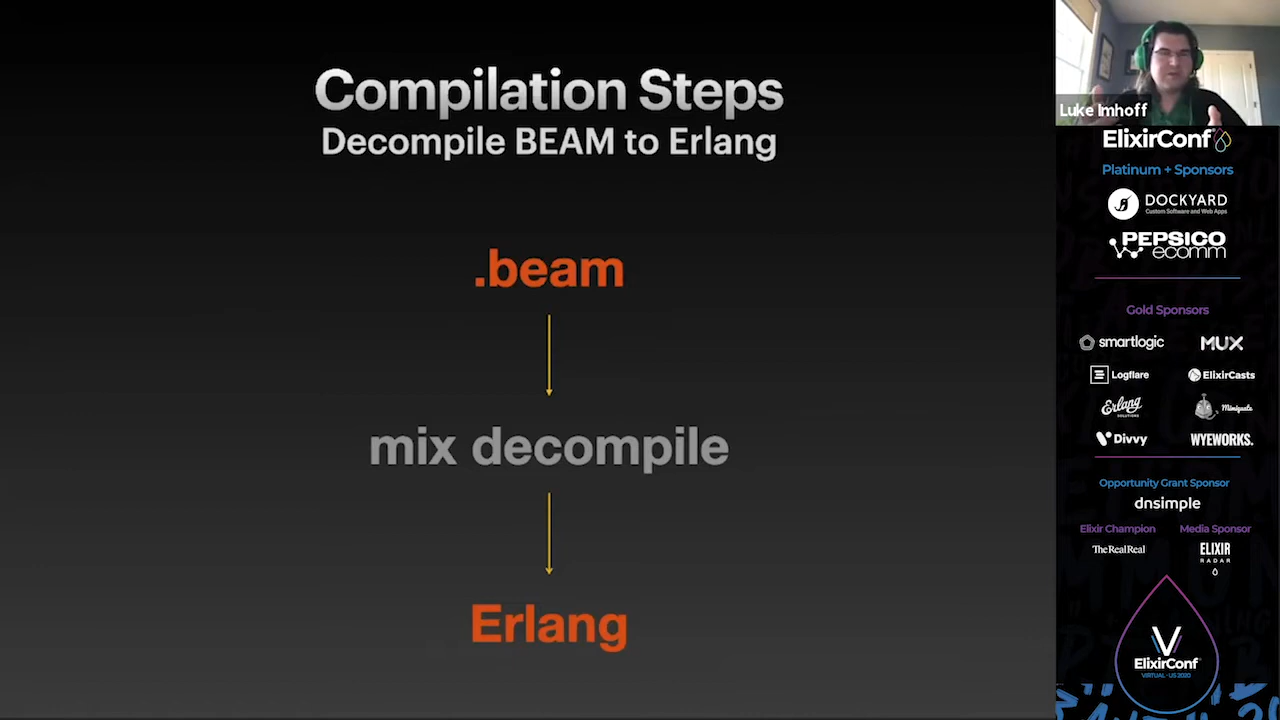 Compilation Steps
Decompile BEAM to Erlang
.beam
mix decompile
Erlang
Luke Imhoff
ElixirConf
Platinum + Sponsors
DOCKYARD
Custom Software and Web Apps
PEPSICO
ecomm
Gold Sponsors
smartlogic
MUX
Logflare
ElixirCasts
Erlang
SOLUTIONS
Miniquats
Divvy
WYEWORKS.
Opportunity Grant Sponsor
dnsimple
Elixir Champion
Media Sponsor
The RealReal
ELIXIR
RADAR
ElixirConf
VIRTUAL · US 2020